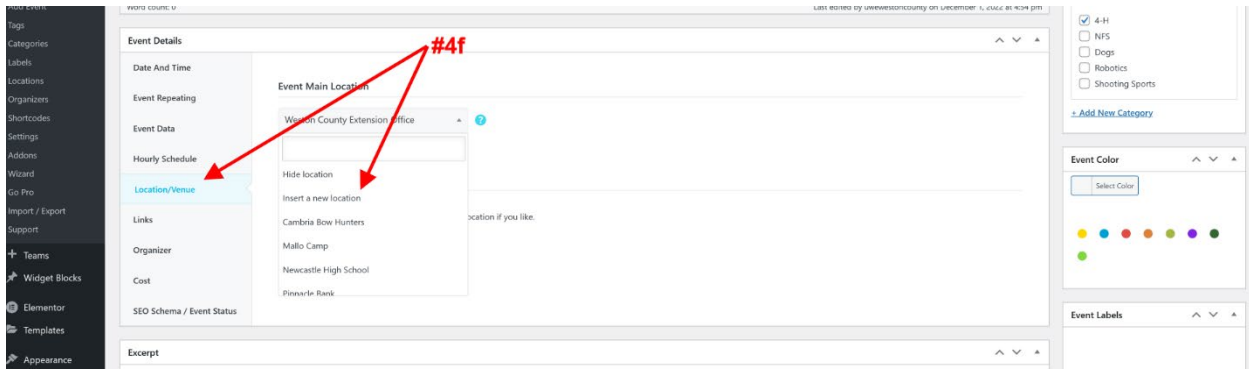 Add Event
Tags
Categories
Labels
Locations
Organizers
Shortcodes
Settings
Addons
Wizard
Go Pro
Import / Export
Support
Teams
Widget Blocks
Elementor
Templates
Appearance
Word count: 0
Last edited by uwewestoncounty on December 1, 2022 at 4:54 pm
Event Details
#4f
Date And Time
Event Repeating
Event Data
Hourly Schedule
Location/Venue
Links
Organizer
Cost
SEO Schema / Event Status
Event Main Location
Weston County Extension Office
?
Hide location
Insert a new location
Cambria Bow Hunters
Mallo Camp
Newcastle High School
Pinnacle Bank
ocation if you like.
Excerpt
4-H
NFS
Dogs
Robotics
Shooting Sports
+ Add New Category
Event Color
Select Color
Event Labels